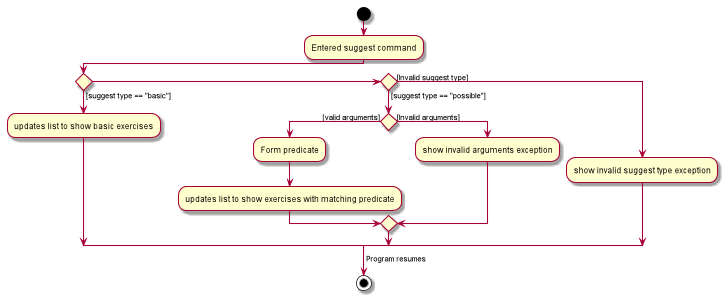 Entered suggest command
[Invalid suggest type]
[suggest type == "basic"]
[suggest type == "possible"]
[valid arguments]
[Invalid arguments]
updates list to show basic exercises
Form predicate
show invalid arguments exception
show invalid suggest type exception
updates list to show exercises with matching predicate
Program resumes